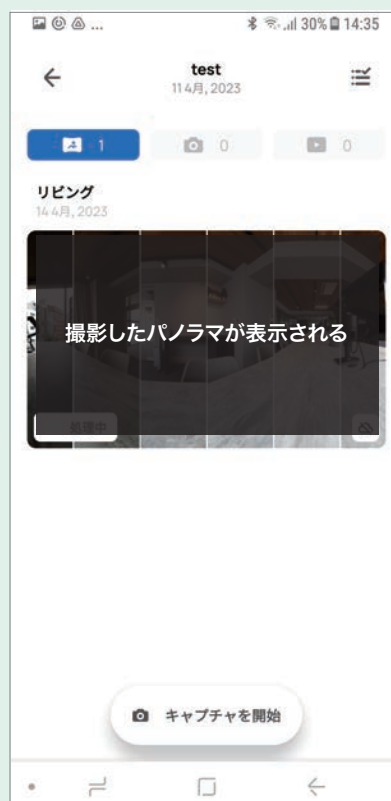 ... 30% 14:35
test
11 4月, 2023
1
0
0
リビング
14 4月, 2023
撮影したパノラマが表示される
処理中
キャプチャを開始